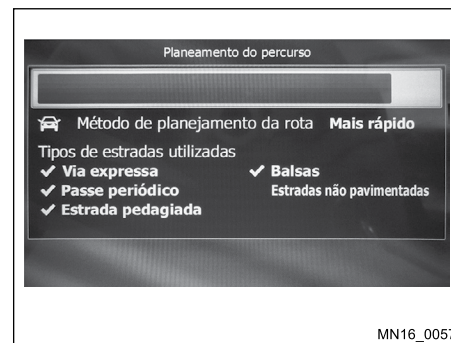 Planeamento do percurso
Método de planejamento da rota Mais rápido
Tipos de estradas utilizadas
✔ Via expressa ✔ Balsas
✔ Passe periódico Estradas não pavimentadas
✔ Estrada pedagiada
MN16_0057